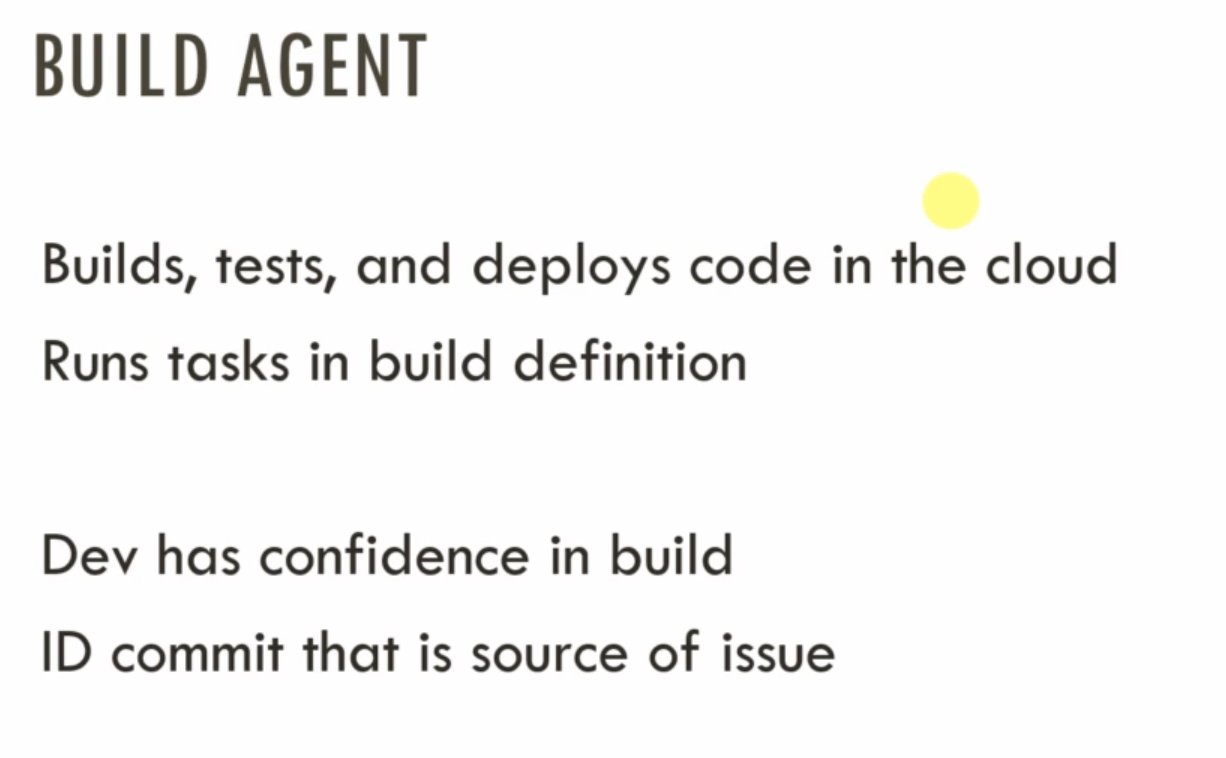 BUILD AGENT
Builds, tests, and deploys code in the cloud
Runs tasks in build definition
Dev has confidence in build
ID commit that is source of issue